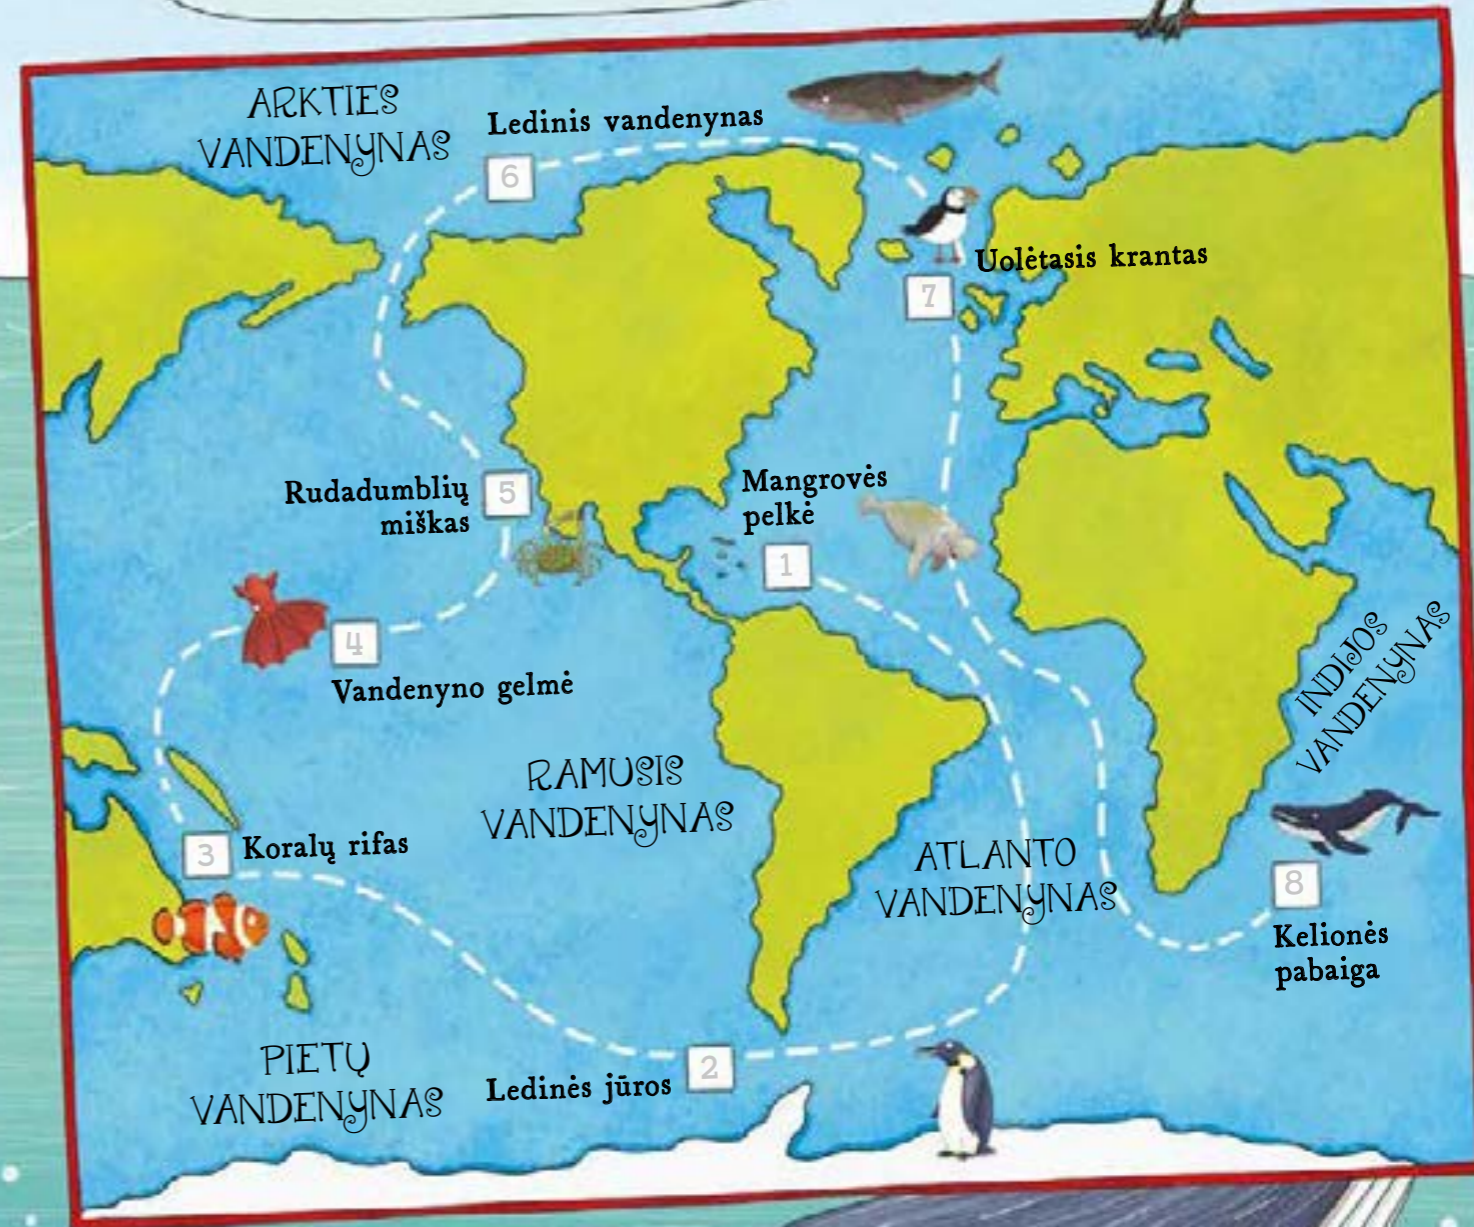 ARKTIES
VANDENYNAS
Ledinis vandenynas
6
Uolėtasis krantas
7
Rudadumblių
miškas
5
Mangrovės
pelkė
1
4
Vandenyno gelmė
INDIJOS
VANDENYNAS
RAMUSIS
VANDENYNAS
3
Koralų rifas
ATLANTO
VANDENYNAS
8
Kelionės
pabaiga
PIETŲ
VANDENYNAS
Ledinės jūros
2